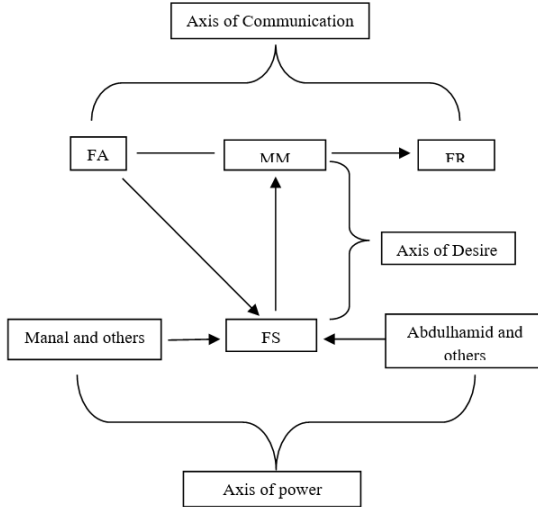 Axis of Communication
FA
MM
FR
Axis of Desire
Manal and others
FS
Abdulhamid and
others
Axis of power